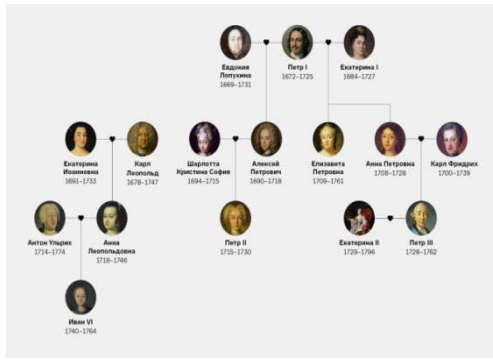 Евдокия
Лопухина
1669–1731
Петр I
1672–1725
Екатерина I
1684–1727
Екатерина
Иоанновна
1691–1733
Карл
Леопольд
1678–1747
Шарлотта
Кристина София
1694–1715
Алексей
Петрович
1690–1718
Елизавета
Петровна
1709–1761
Анна Петровна
1708–1728
Карл Фридрих
1700–1739
Антон Ульрих
1714–1774
Анна
Леопольдовна
1718–1746
Петр II
1715–1730
Екатерина II
1729–1796
Петр III
1728–1762
Иван VI
1740–1764